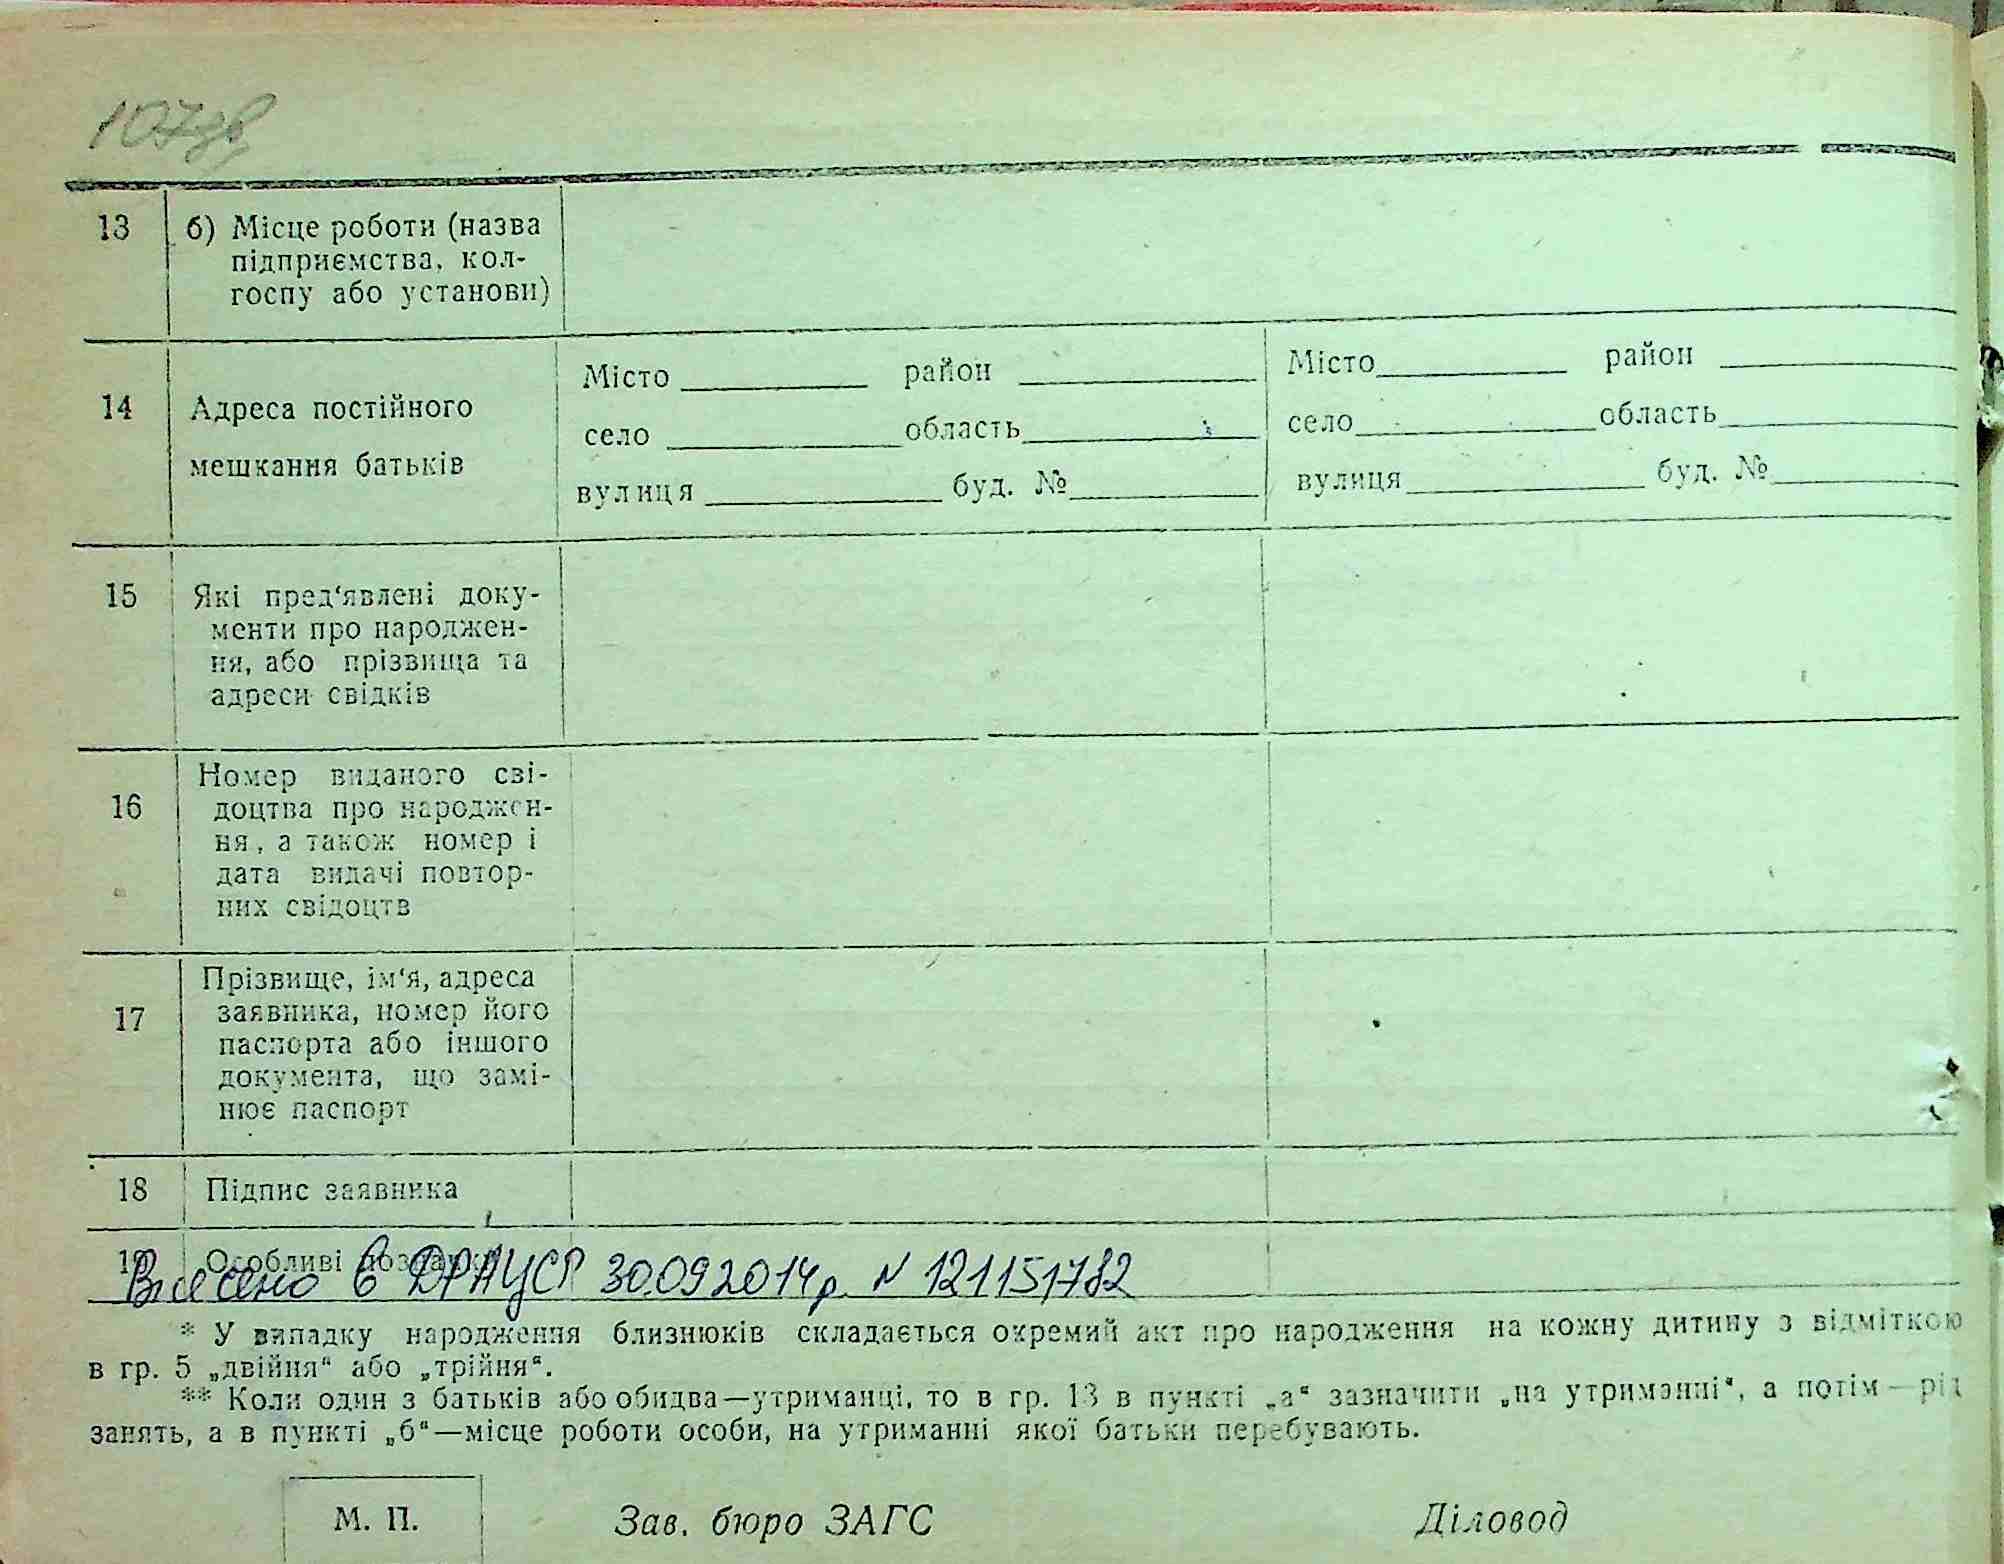 107зв
13 б) Місце роботи (назва
підприємства, кол-
госпу або установи)
14 Адреса постійного
мешкання батьків
Місто район
село область
вулиця буд. №
Місто район
село область
вулиця буд. №
15 Які пред‘явлені доку-
менти про народжен-
ня, або прізвища та
адреси свідків
16 Номер виданого сві-
доцтва про народжен-
ня, а також номер і
дата видачі повтор-
них свідоцтв
17 Прізвище, ім‘я, адреса
заявника, номер його
паспорта або іншого
документа, що замі-
нює паспорт
18 Підпис заявника
19 Особливі позначки
Внесено в ДРАЦСГ 30.09.2014р. N 121151782
* У випадку народження близнюків складається окремий акт про народження на кожну дитину з відміткою
в гр. 5 „двійня“ або „трійня“.
** Коли один з батьків або обидва—утриманці, то в гр. 13 в пункті „а“ зазначити „на утриманні“, а потім—рід
занять, а в пункті „б“—місце роботи особи, на утриманні якої батьки перебувають.
М. П. Зав. бюро ЗАГС Діловод